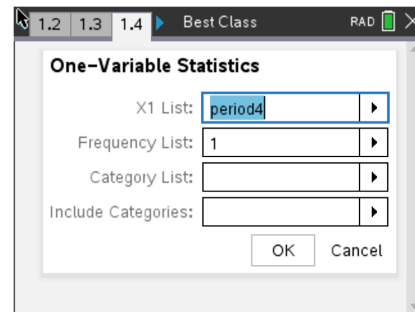 1.2 1.3 1.4 Best Class RAD
One-Variable Statistics
X1 List: period4
Frequency List: 1
Category List:
Include Categories:
OK Cancel